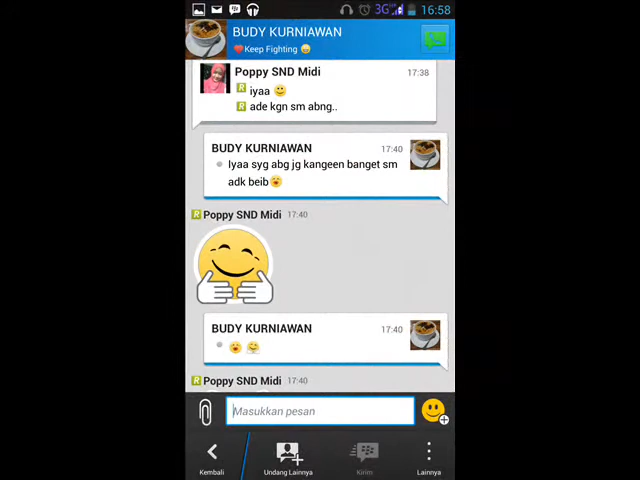 3G 16:58
BUDY KURNIAWAN
Keep Fighting
Poppy SND Midi 17:38
R iyaa
R ade kgn sm abng..
BUDY KURNIAWAN 17:40
Iyaa syg abg jg kangeen banget sm
adk beib
R Poppy SND Midi 17:40
BUDY KURNIAWAN 17:40
R Poppy SND Midi 17:40
Masukkan pesan
Kembali
Undang Lainnya
Kirim
Lainnya